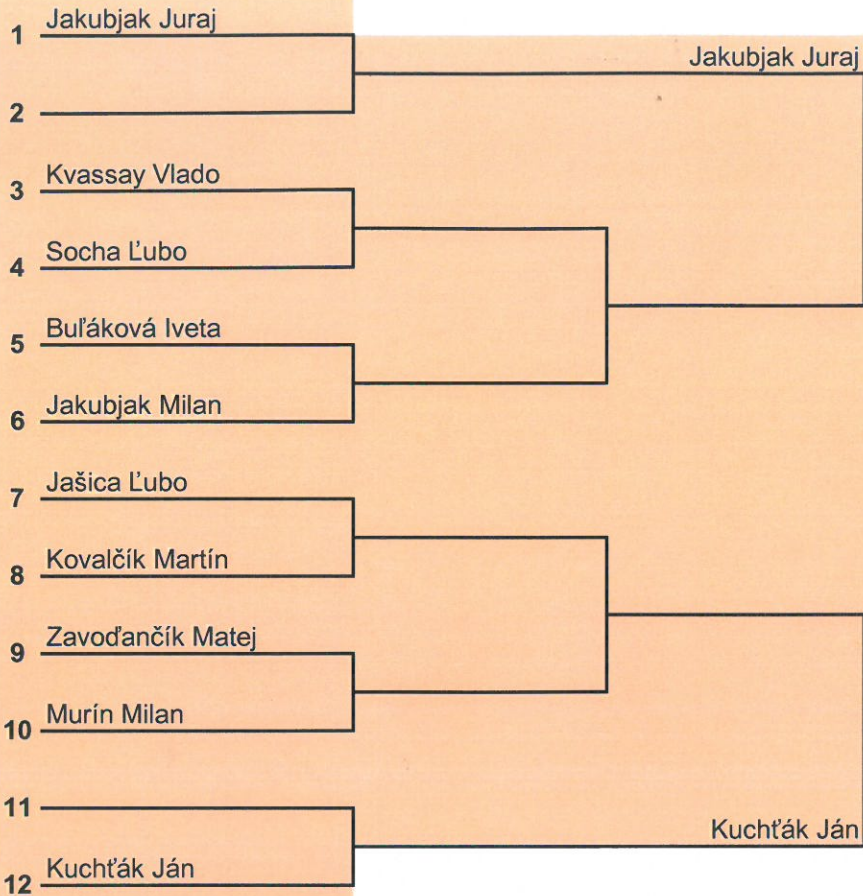 1 Jakubjak Juraj
Jakubjak Juraj
2
3 Kvassay Vlado
4 Socha Ľubo
5 Buľáková Iveta
6 Jakubjak Milan
7 Jašica Ľubo
8 Kovalčík Martín
9 Zavoďančík Matej
10 Murín Milan
11
Kuchťák Ján
12 Kuchťák Ján